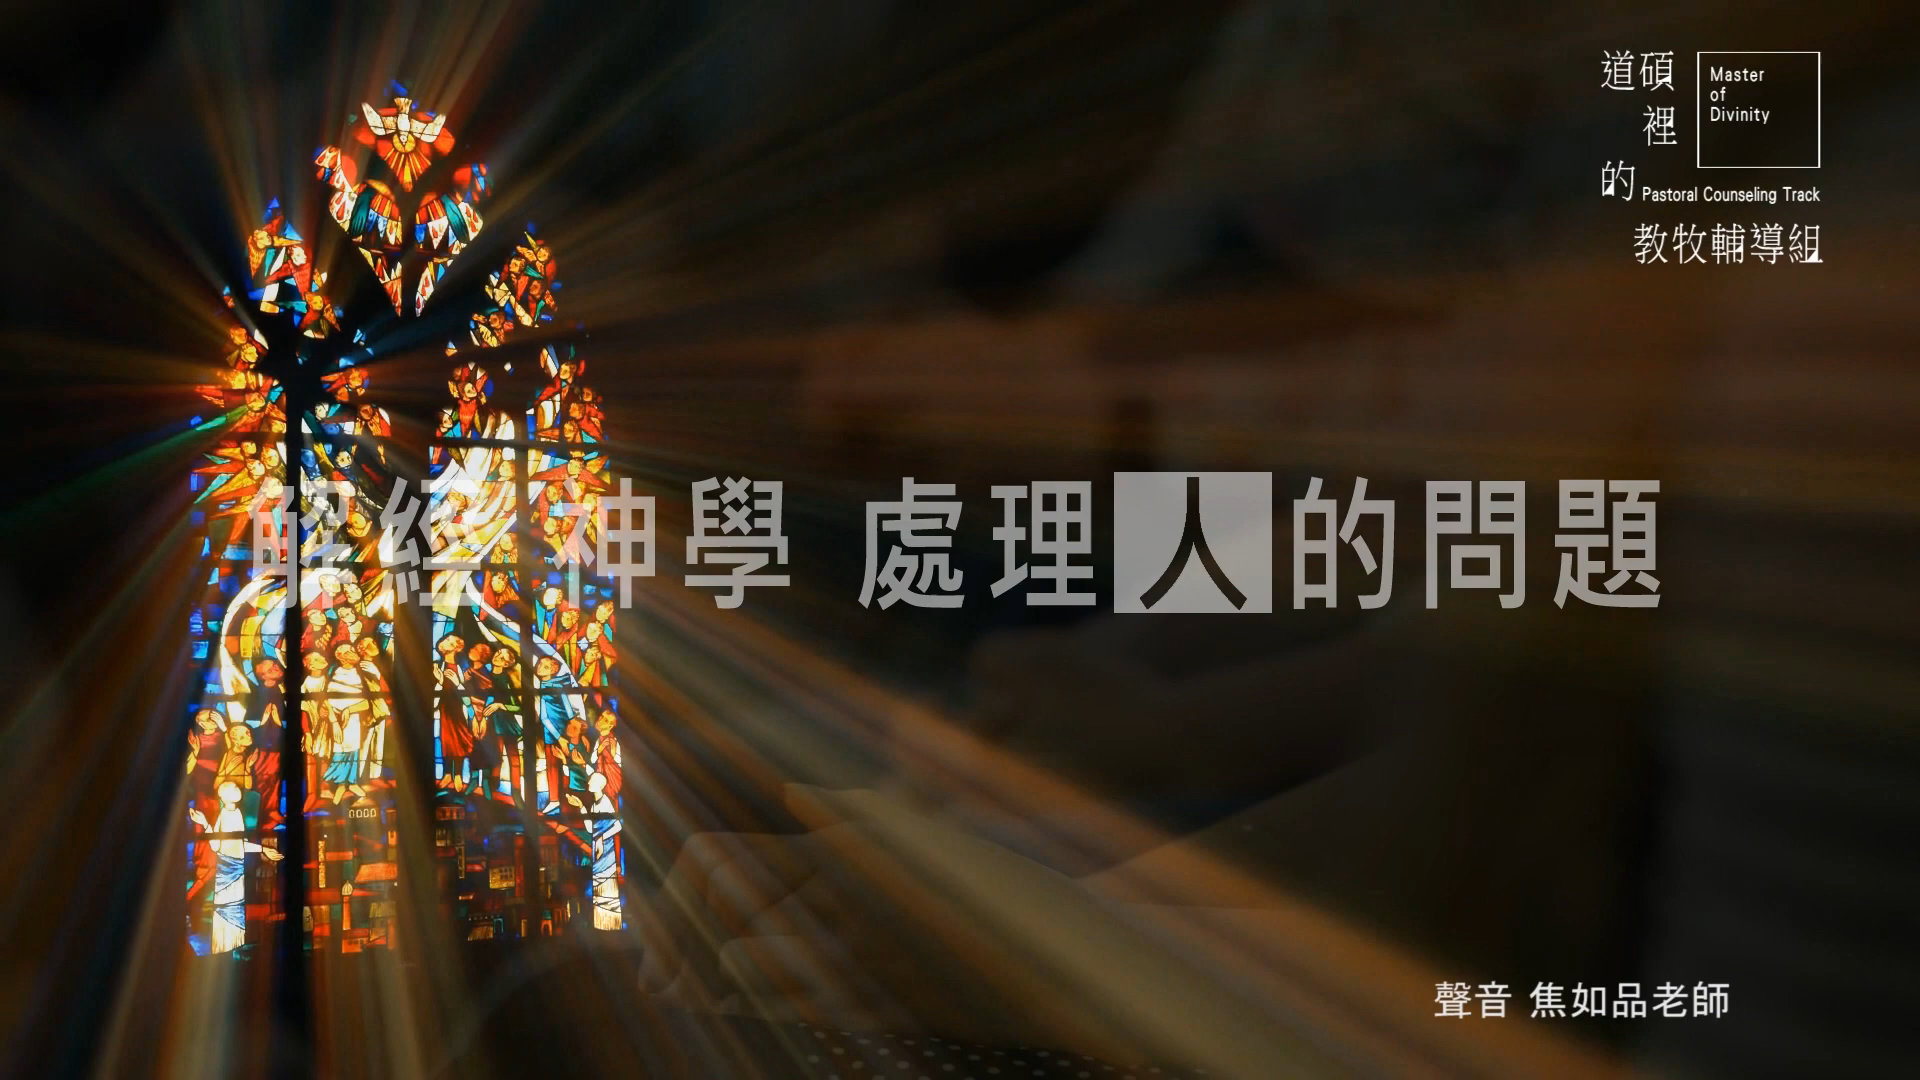 道碩
裡
的
Master
of
Divinity
Pastoral Counseling Track
教牧輔導組
解經 神學 處理人的問題
聲音 焦如品老師